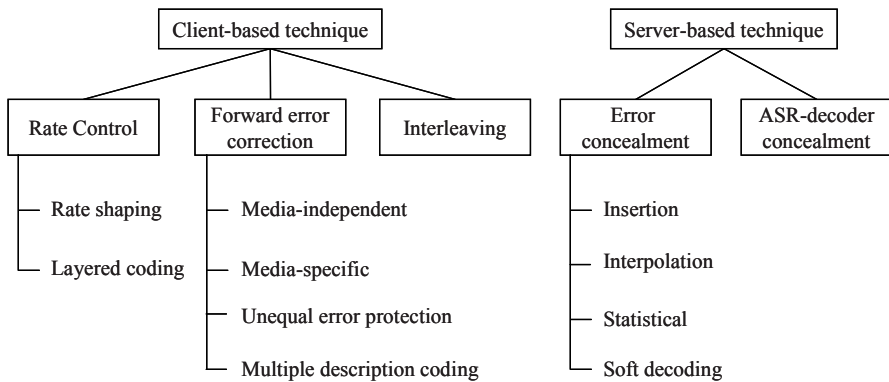 Client-based technique
Server-based technique
Rate Control
Forward error
correction
Interleaving
Error
concealment
ASR-decoder
concealment
Rate shaping
Layered coding
Media-independent
Media-specific
Unequal error protection
Multiple description coding
Insertion
Interpolation
Statistical
Soft decoding